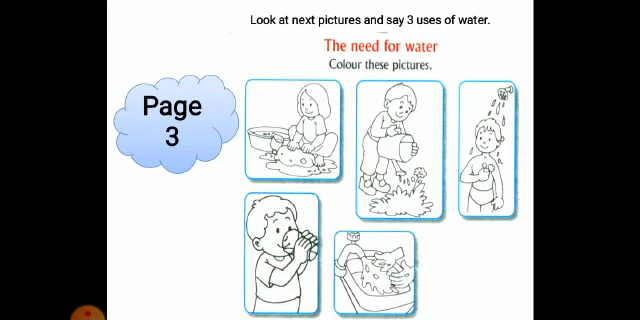 Look at next pictures and say 3 uses of water.
The need for water
Colour these pictures.
Page
3